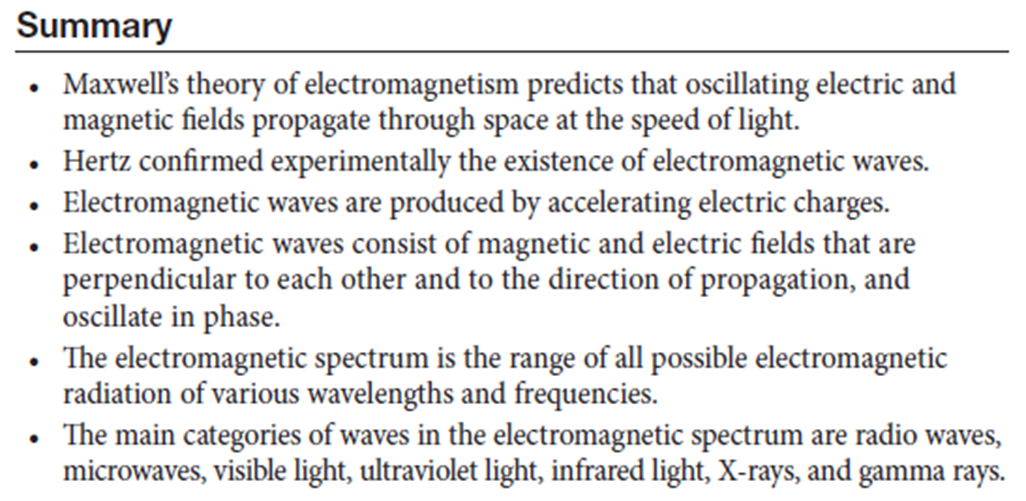 Summary
• Maxwell’s theory of electromagnetism predicts that oscillating electric and
magnetic fields propagate through space at the speed of light.
• Hertz confirmed experimentally the existence of electromagnetic waves.
• Electromagnetic waves are produced by accelerating electric charges.
• Electromagnetic waves consist of magnetic and electric fields that are
perpendicular to each other and to the direction of propagation, and
oscillate in phase.
• The electromagnetic spectrum is the range of all possible electromagnetic
radiation of various wavelengths and frequencies.
• The main categories of waves in the electromagnetic spectrum are radio waves,
microwaves, visible light, ultraviolet light, infrared light, X-rays, and gamma rays.